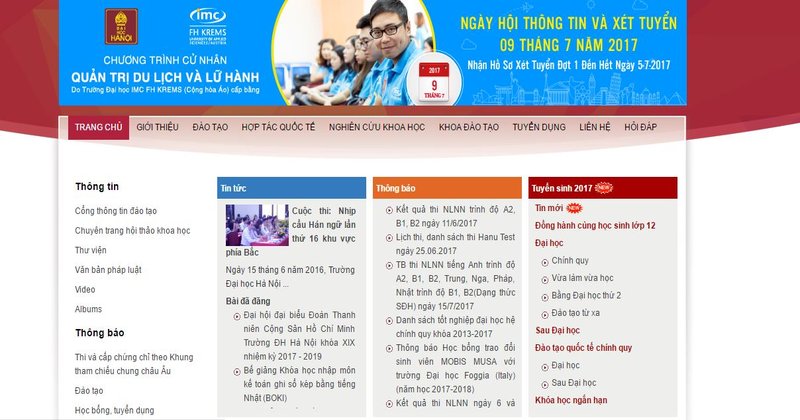 ĐẠI HỌC HÀNỘI
imc
FH KREMS
UNIVERSITY OF APPLIED
SCIENCES/AUSTRIA
CHƯƠNG TRÌNH CỬ NHÂN
QUẢN TRỊ DU LỊCH VÀ LỮ HÀNH
Do Trường Đại học IMC FH KREMS (Cộng hòa Áo) cấp bằng
2017
9
THÁNG 7
NGÀY HỘI THÔNG TIN VÀ XÉT TUYỂN
09 THÁNG 7 NĂM 2017
Nhận Hồ Sơ Xét Tuyển Đợt 1 Đến Hết Ngày 5-7-2017
TRANG CHỦ GIỚI THIỆU ĐÀO TẠO HỢP TÁC QUỐC TẾ NGHIÊN CỨU KHOA HỌC KHOA ĐÀO TẠO TUYỂN DỤNG LIÊN HỆ HỎI ĐÁP
Thông tin
Cổng thông tin đào tạo
Chuyên trang hội thảo khoa học
Thư viện
Văn bản pháp luật
Video
Albums
Thông báo
Thi và cấp chứng chỉ theo Khung
tham chiếu chung châu Âu
Đào tạo
Học bổng, tuyển dụng
Tin tức
Cuộc thi: Nhịp
cầu Hán ngữ lần
thứ 16 khu vực
phía Bắc
Ngày 15 tháng 6 năm 2016, Trường
Đại học Hà Nội ...
Bài đã đăng
Đại hội đại biểu Đoàn Thanh
niên Cộng Sản Hồ Chí Minh
Trường ĐH Hà Nội khóa XIX
nhiệm kỳ 2017 - 2019
Bế giảng Khóa học nhập môn
kế toán ghi sổ kép bằng tiếng
Nhật (BOKI)
Thông báo
Kết quả thi NLNN trình độ A2,
B1, B2 ngày 11/6/2017
Lịch thi, danh sách thi Hanu Test
ngày 25.06.2017
TB thi NLNN tiếng Anh trình độ
A2, B1, B2, Trung, Nga, Pháp,
Nhật trình độ B1, B2(Dạng thức
SĐH) ngày 15/7/2017
Danh sách tốt nghiệp đại học hệ
chính quy khóa 2013-2017
Thông báo Học bổng trao đổi
sinh viên MOBIS MUSA với
trường Đại học Foggia (Italy)
(năm học 2017-2018)
Kết quả thi NLNN ngày 6 và
Tuyển sinh 2017 NEW
Tin mới NEW
Đồng hành cùng học sinh lớp 12
Đại học
Chính quy
Vừa làm vừa học
Bằng Đại học thứ 2
Đào tạo từ xa
Sau Đại học
Đào tạo quốc tế chính quy
Đại học
Sau Đại học
Khóa học ngắn hạn